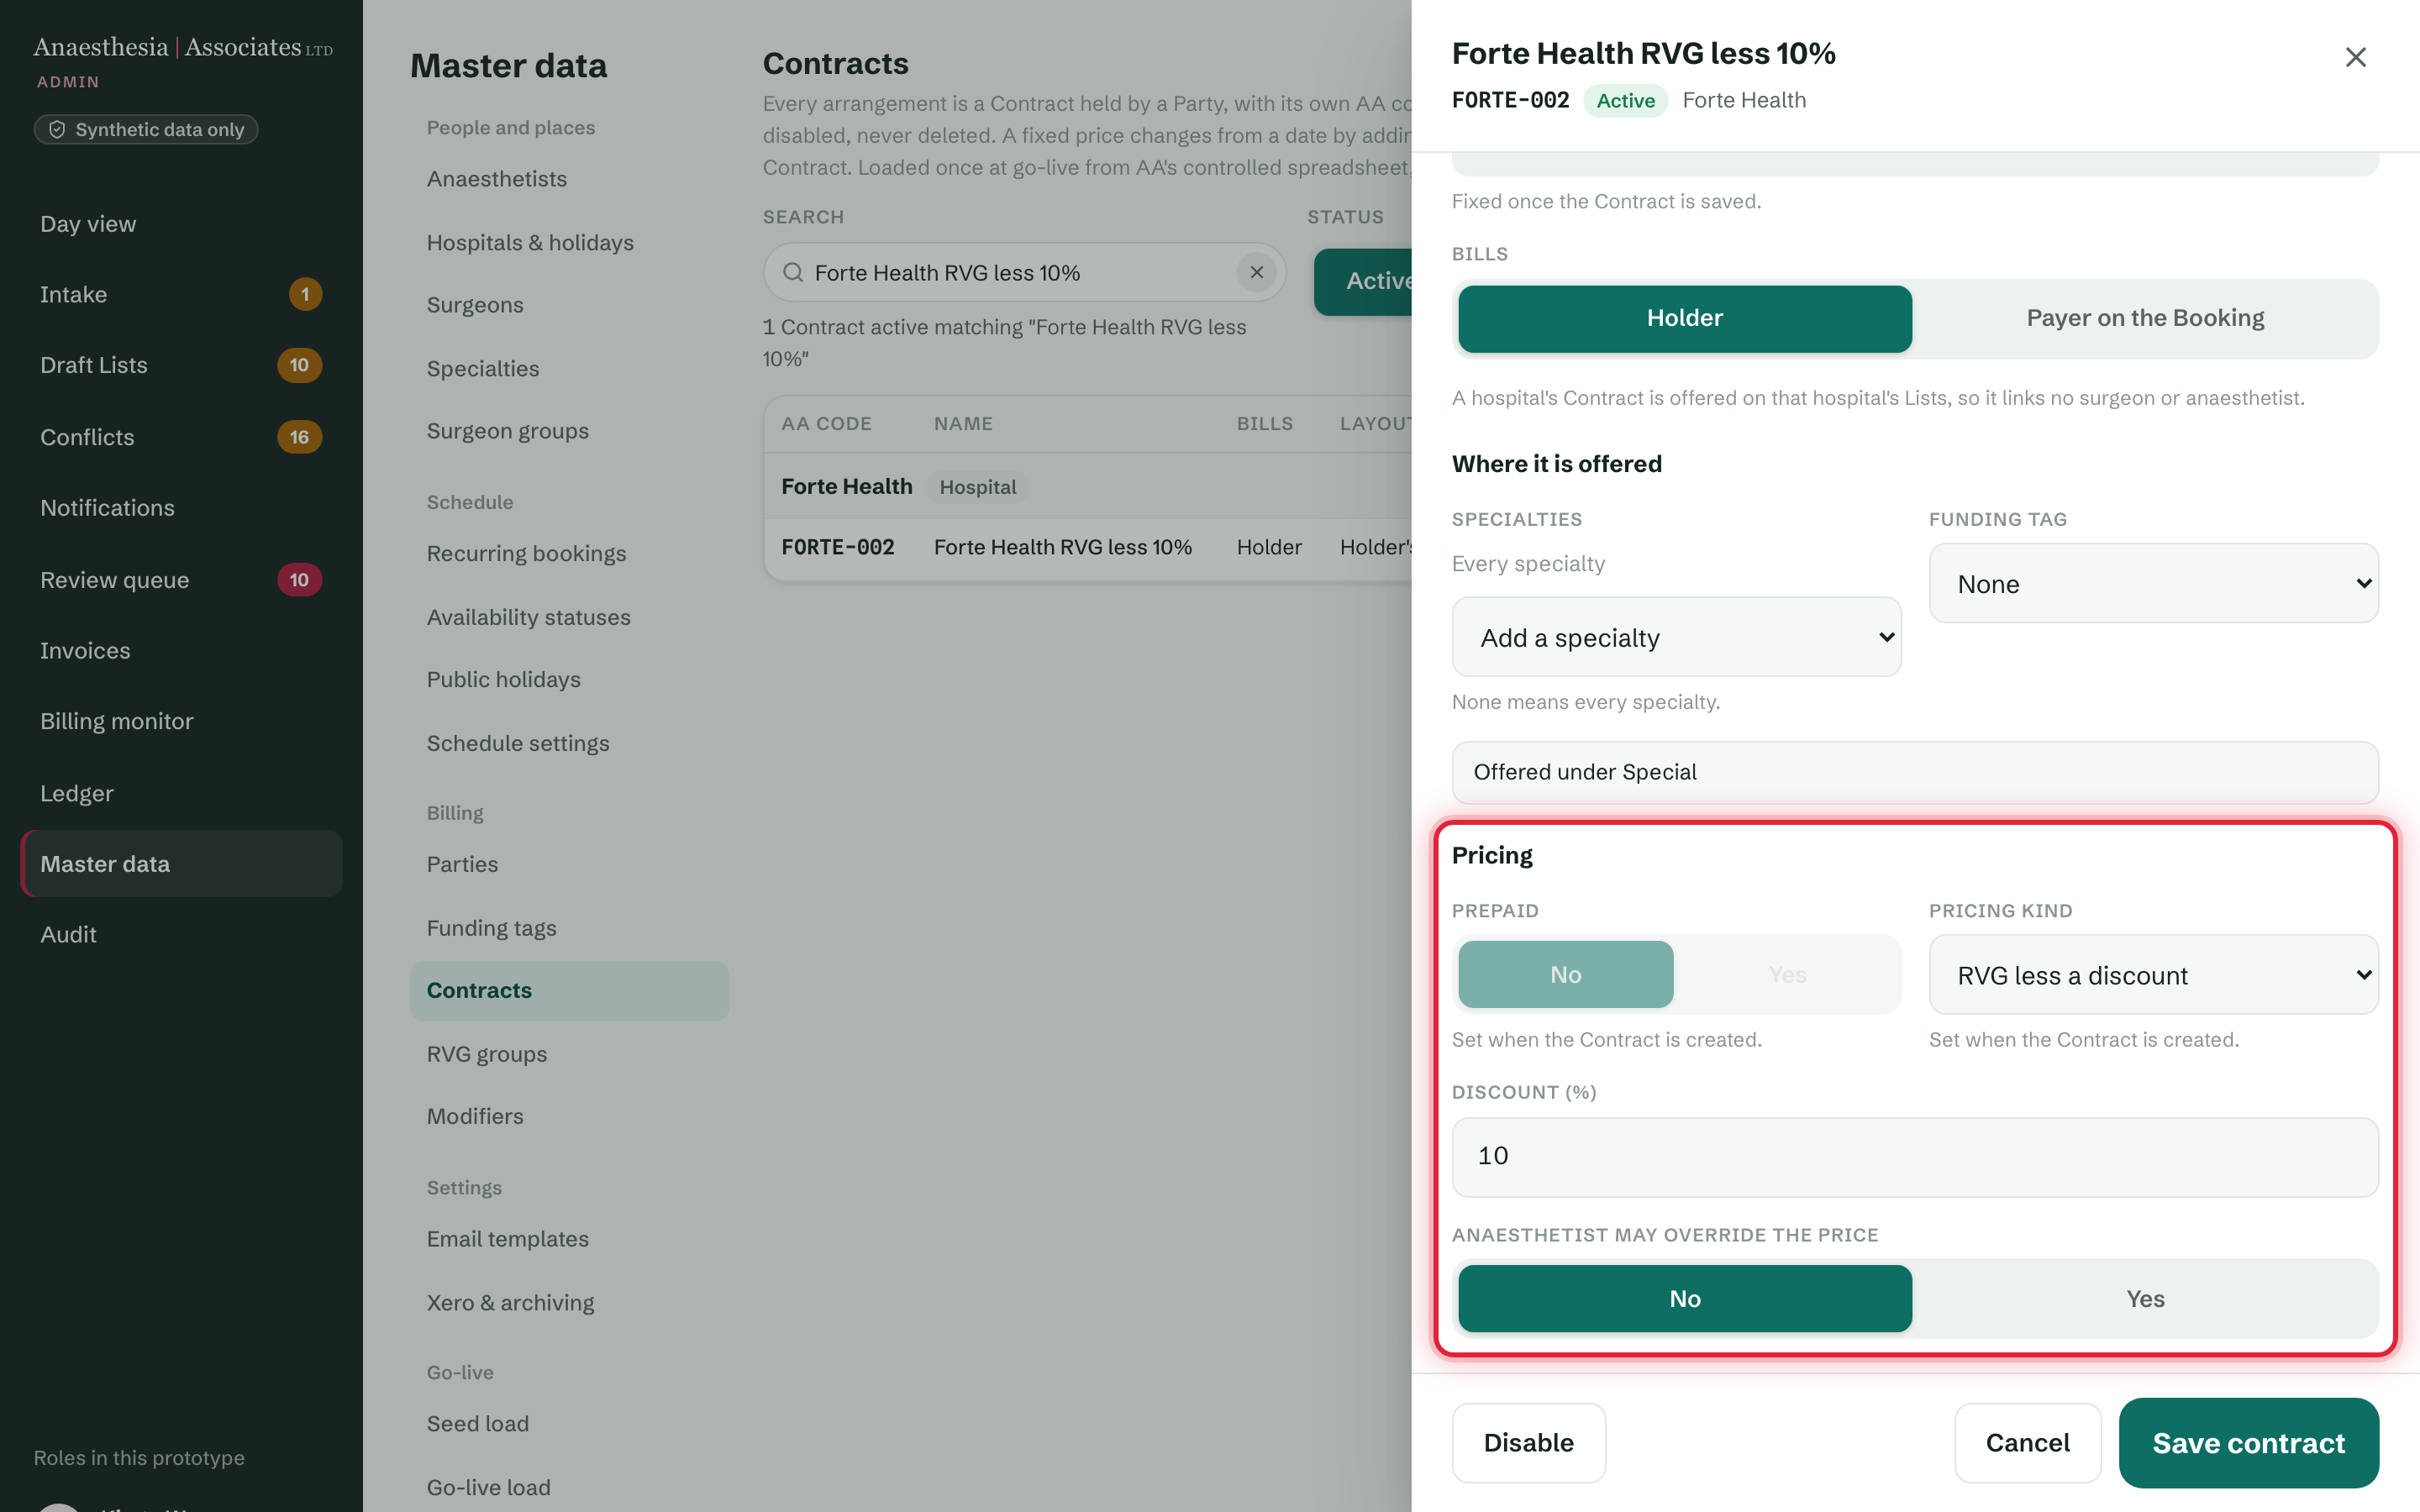 Anaesthesia | Associates LTD
ADMIN
Synthetic data only
Day view
Intake 1
Draft Lists 10
Conflicts 16
Notifications
Review queue 10
Invoices
Billing monitor
Ledger
Master data
Audit
Roles in this prototype
Master data
People and places
Anaesthetists
Hospitals & holidays
Surgeons
Specialties
Surgeon groups
Schedule
Recurring bookings
Availability statuses
Public holidays
Schedule settings
Billing
Parties
Funding tags
Contracts
RVG groups
Modifiers
Settings
Email templates
Xero & archiving
Go-live
Seed load
Go-live load
Contracts
Every arrangement is a Contract held by a Party, with its own AA
disabled, never deleted. A fixed price changes from a date by
Contract. Loaded once at go-live from AA's controlled spreadsheet,
SEARCH STATUS
Forte Health RVG less 10% Active
1 Contract active matching "Forte Health RVG less
10%"
AA CODE NAME BILLS LAYOUT
Forte Health Hospital
FORTE-002 Forte Health RVG less 10% Holder Holder's
Forte Health RVG less 10%
FORTE-002 Active Forte Health
Fixed once the Contract is saved.
BILLS
Holder Payer on the Booking
A hospital's Contract is offered on that hospital's Lists, so it links no surgeon or anaesthetist.
Where it is offered
SPECIALTIES FUNDING TAG
Every specialty
None
Add a specialty
None means every specialty.
Offered under Special
Pricing
PREPAID PRICING KIND
No Yes RVG less a discount
Set when the Contract is created. Set when the Contract is created.
DISCOUNT (%)
10
ANAESTHETIST MAY OVERRIDE THE PRICE
No Yes
Disable Cancel Save contract